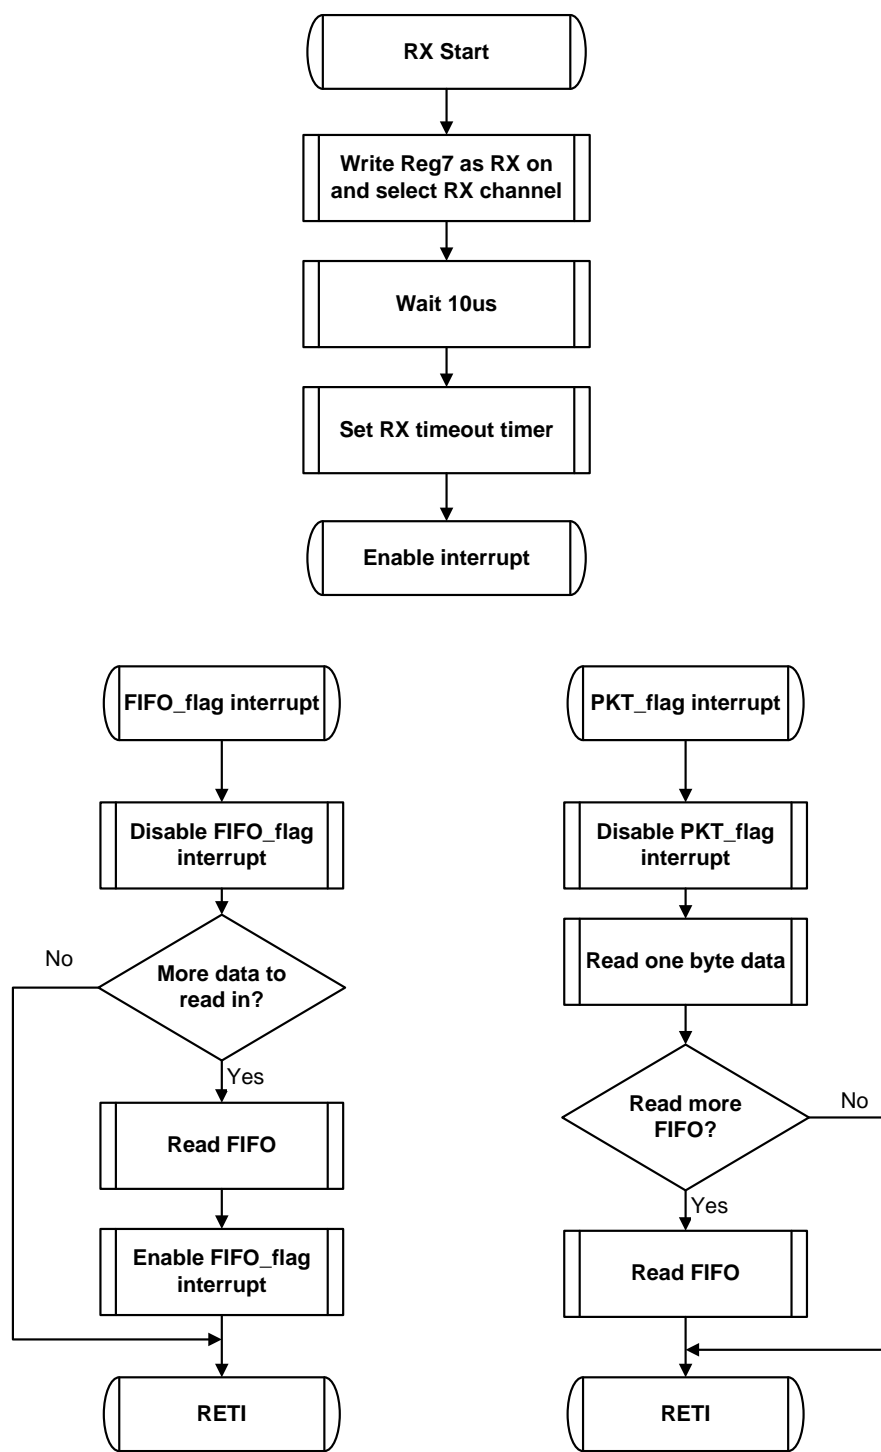 RX Start
Write Reg7 as RX on
and select RX channel
Wait 10us
Set RX timeout timer
Enable interrupt
FIFO_flag interrupt
Disable FIFO_flag
interrupt
No
More data to
read in?
Yes
Read FIFO
Enable FIFO_flag
interrupt
RETI
PKT_flag interrupt
Disable PKT_flag
interrupt
Read one byte data
Read more
FIFO?
No
Yes
Read FIFO
RETI